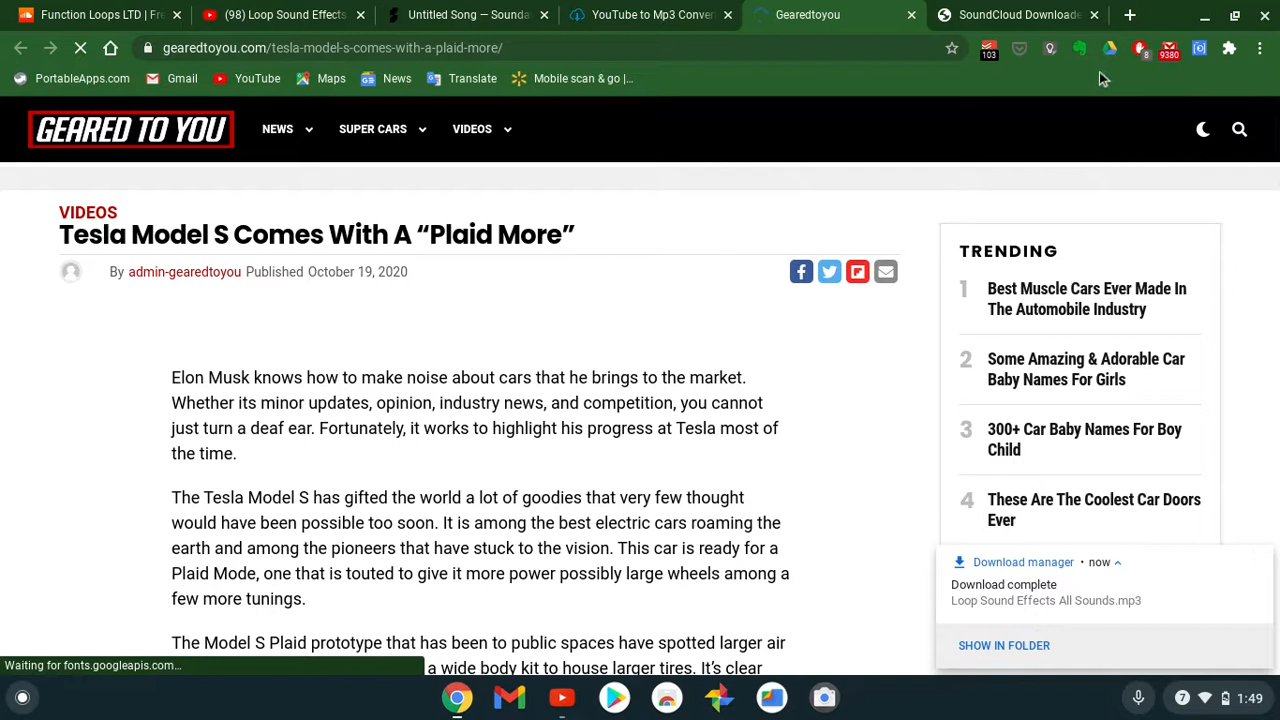 Function Loops LTD | Fre
(98) Loop Sound Effects
Untitled Song — Sounda
YouTube to Mp3 Convert
Gearedtoyou
SoundCloud Downloade
gearedtoyou.com/tesla-model-s-comes-with-a-plaid-more/
103
8
9380
PortableApps.com
Gmail
YouTube
Maps
News
Translate
Mobile scan & go |...
GEARED TO YOU
NEWS
SUPER CARS
VIDEOS
VIDEOS
Tesla Model S Comes With A “Plaid More”
By admin-gearedtoyou Published October 19, 2020
Elon Musk knows how to make noise about cars that he brings to the market.
Whether its minor updates, opinion, industry news, and competition, you cannot
just turn a deaf ear. Fortunately, it works to highlight his progress at Tesla most of
the time.
The Tesla Model S has gifted the world a lot of goodies that very few thought
would have been possible too soon. It is among the best electric cars roaming the
earth and among the pioneers that have stuck to the vision. This car is ready for a
Plaid Mode, one that is touted to give it more power possibly large wheels among a
few more tunings.
The Model S Plaid prototype that has been to public spaces have spotted larger air
a wide body kit to house larger tires. It’s clear
TRENDING
1 Best Muscle Cars Ever Made In
The Automobile Industry
2 Some Amazing & Adorable Car
Baby Names For Girls
3 300+ Car Baby Names For Boy
Child
4 These Are The Coolest Car Doors
Ever
Download manager • now
Download complete
Loop Sound Effects All Sounds.mp3
SHOW IN FOLDER
Waiting for fonts.googleapis.com...
7
1:49